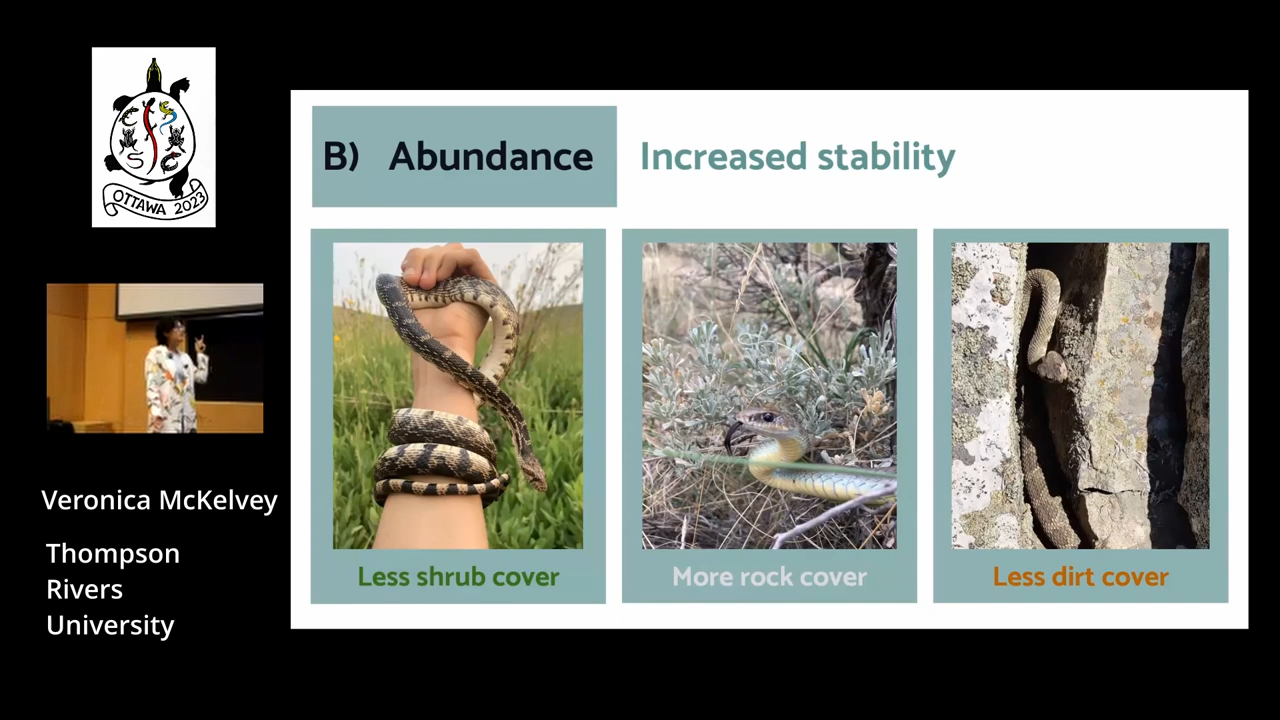 C
S
S
C
OTTAWA 2023
B) Abundance
Increased stability
Less shrub cover
More rock cover
Less dirt cover
Veronica McKelvey
Thompson
Rivers
University